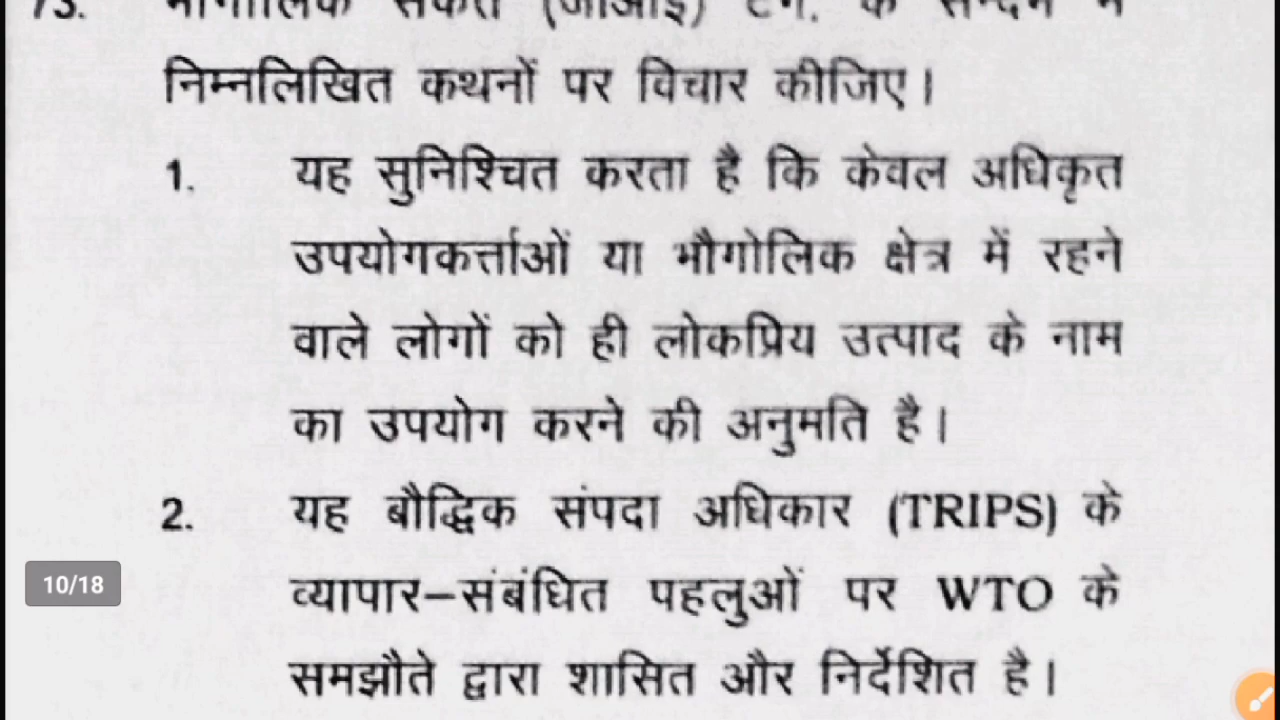 निम्नलिखित कथनों पर विचार कीजिए।
1. यह सुनिश्चित करता है कि केवल अधिकृत
उपयोगकर्त्ताओं या भौगोलिक क्षेत्र में रहने
वाले लोगों को ही लोकप्रिय उत्पाद के नाम
का उपयोग करने की अनुमति है।
2. यह बौद्धिक संपदा अधिकार (TRIPS) के
10/18
व्यापार–संबंधित पहलुओं पर WTO के
समझौते द्वारा शासित और निर्देशित है।